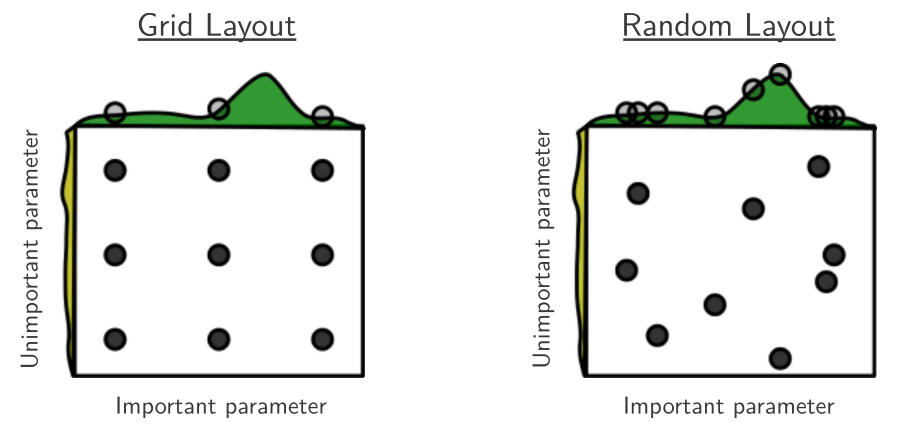 Grid Layout
Unimportant parameter
Important parameter
Random Layout
Unimportant parameter
Important parameter